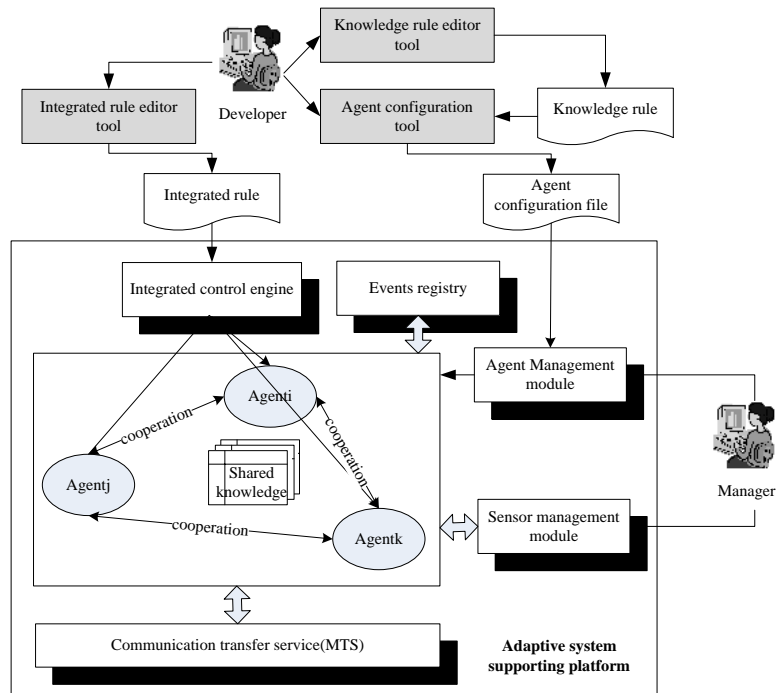 Knowledge rule editor
tool
Developer
Integrated rule editor
tool
Agent configuration
tool
Knowledge rule
Integrated rule
Agent
configuration file
Integrated control engine
Events registry
Agent Management
module
Agenti
cooperation
cooperation
Shared
knowledge
Agentj
Manager
cooperation
Agentk
Sensor management
module
Communication transfer service(MTS)
Adaptive system
supporting platform